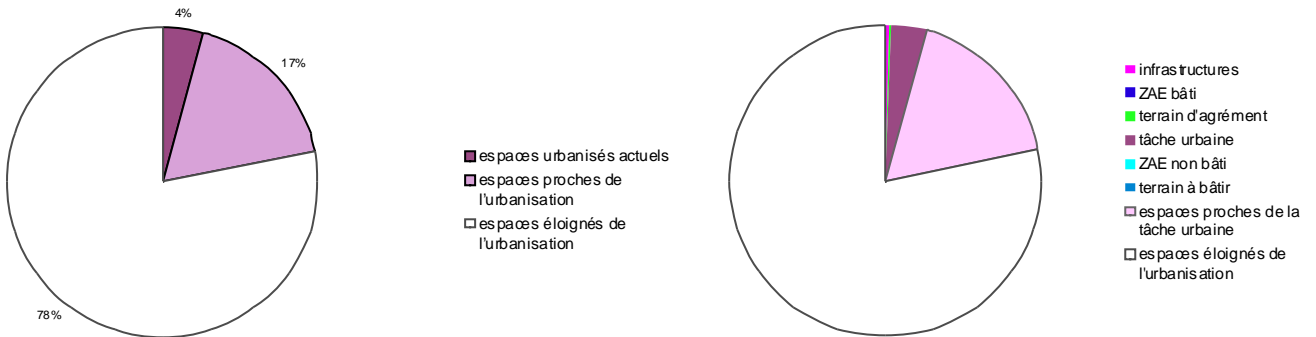 4%
17%
78%
espaces urbanisés actuels
espaces proches de
l'urbanisation
espaces éloignés de
l'urbanisation
infrastructures
ZAE bâti
terrain d'agrément
tâche urbaine
ZAE non bâti
terrain à bâtir
espaces proches de la
tâche urbaine
espaces éloignés de
l'urbanisation